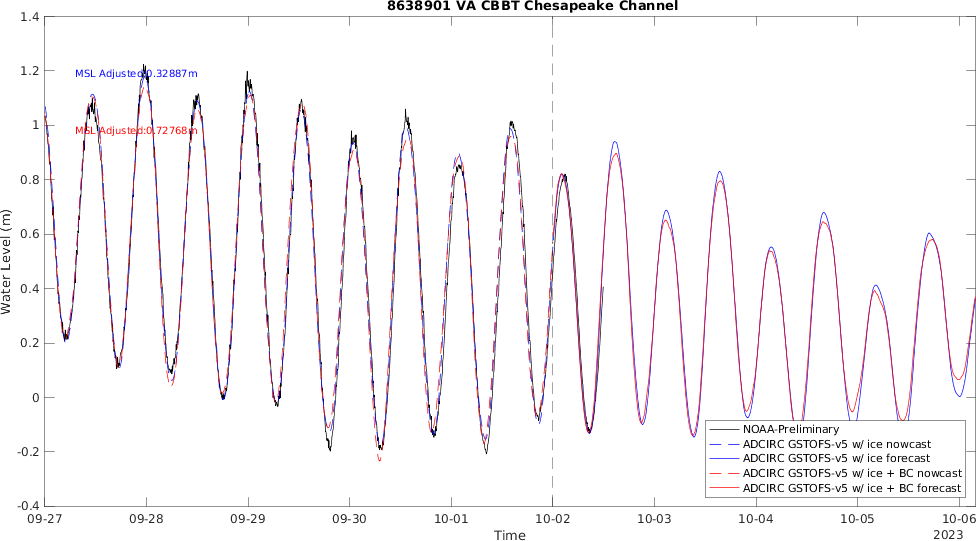 8638901 VA CBBT Chesapeake Channel
1.4
1.2
1
0.8
0.6
0.4
0.2
0
-0.2
-0.4
Water Level (m)
MSL Adjusted:0.32887m
MSL Adjusted:0.72768m
NOAA-Preliminary
ADCIRC GSTOFS-v5 w/ ice nowcast
ADCIRC GSTOFS-v5 w/ ice forecast
ADCIRC GSTOFS-v5 w/ ice + BC nowcast
ADCIRC GSTOFS-v5 w/ ice + BC forecast
09-27 09-28 09-29 09-30 10-01 10-02 10-03 10-04 10-05 10-06
2023
Time